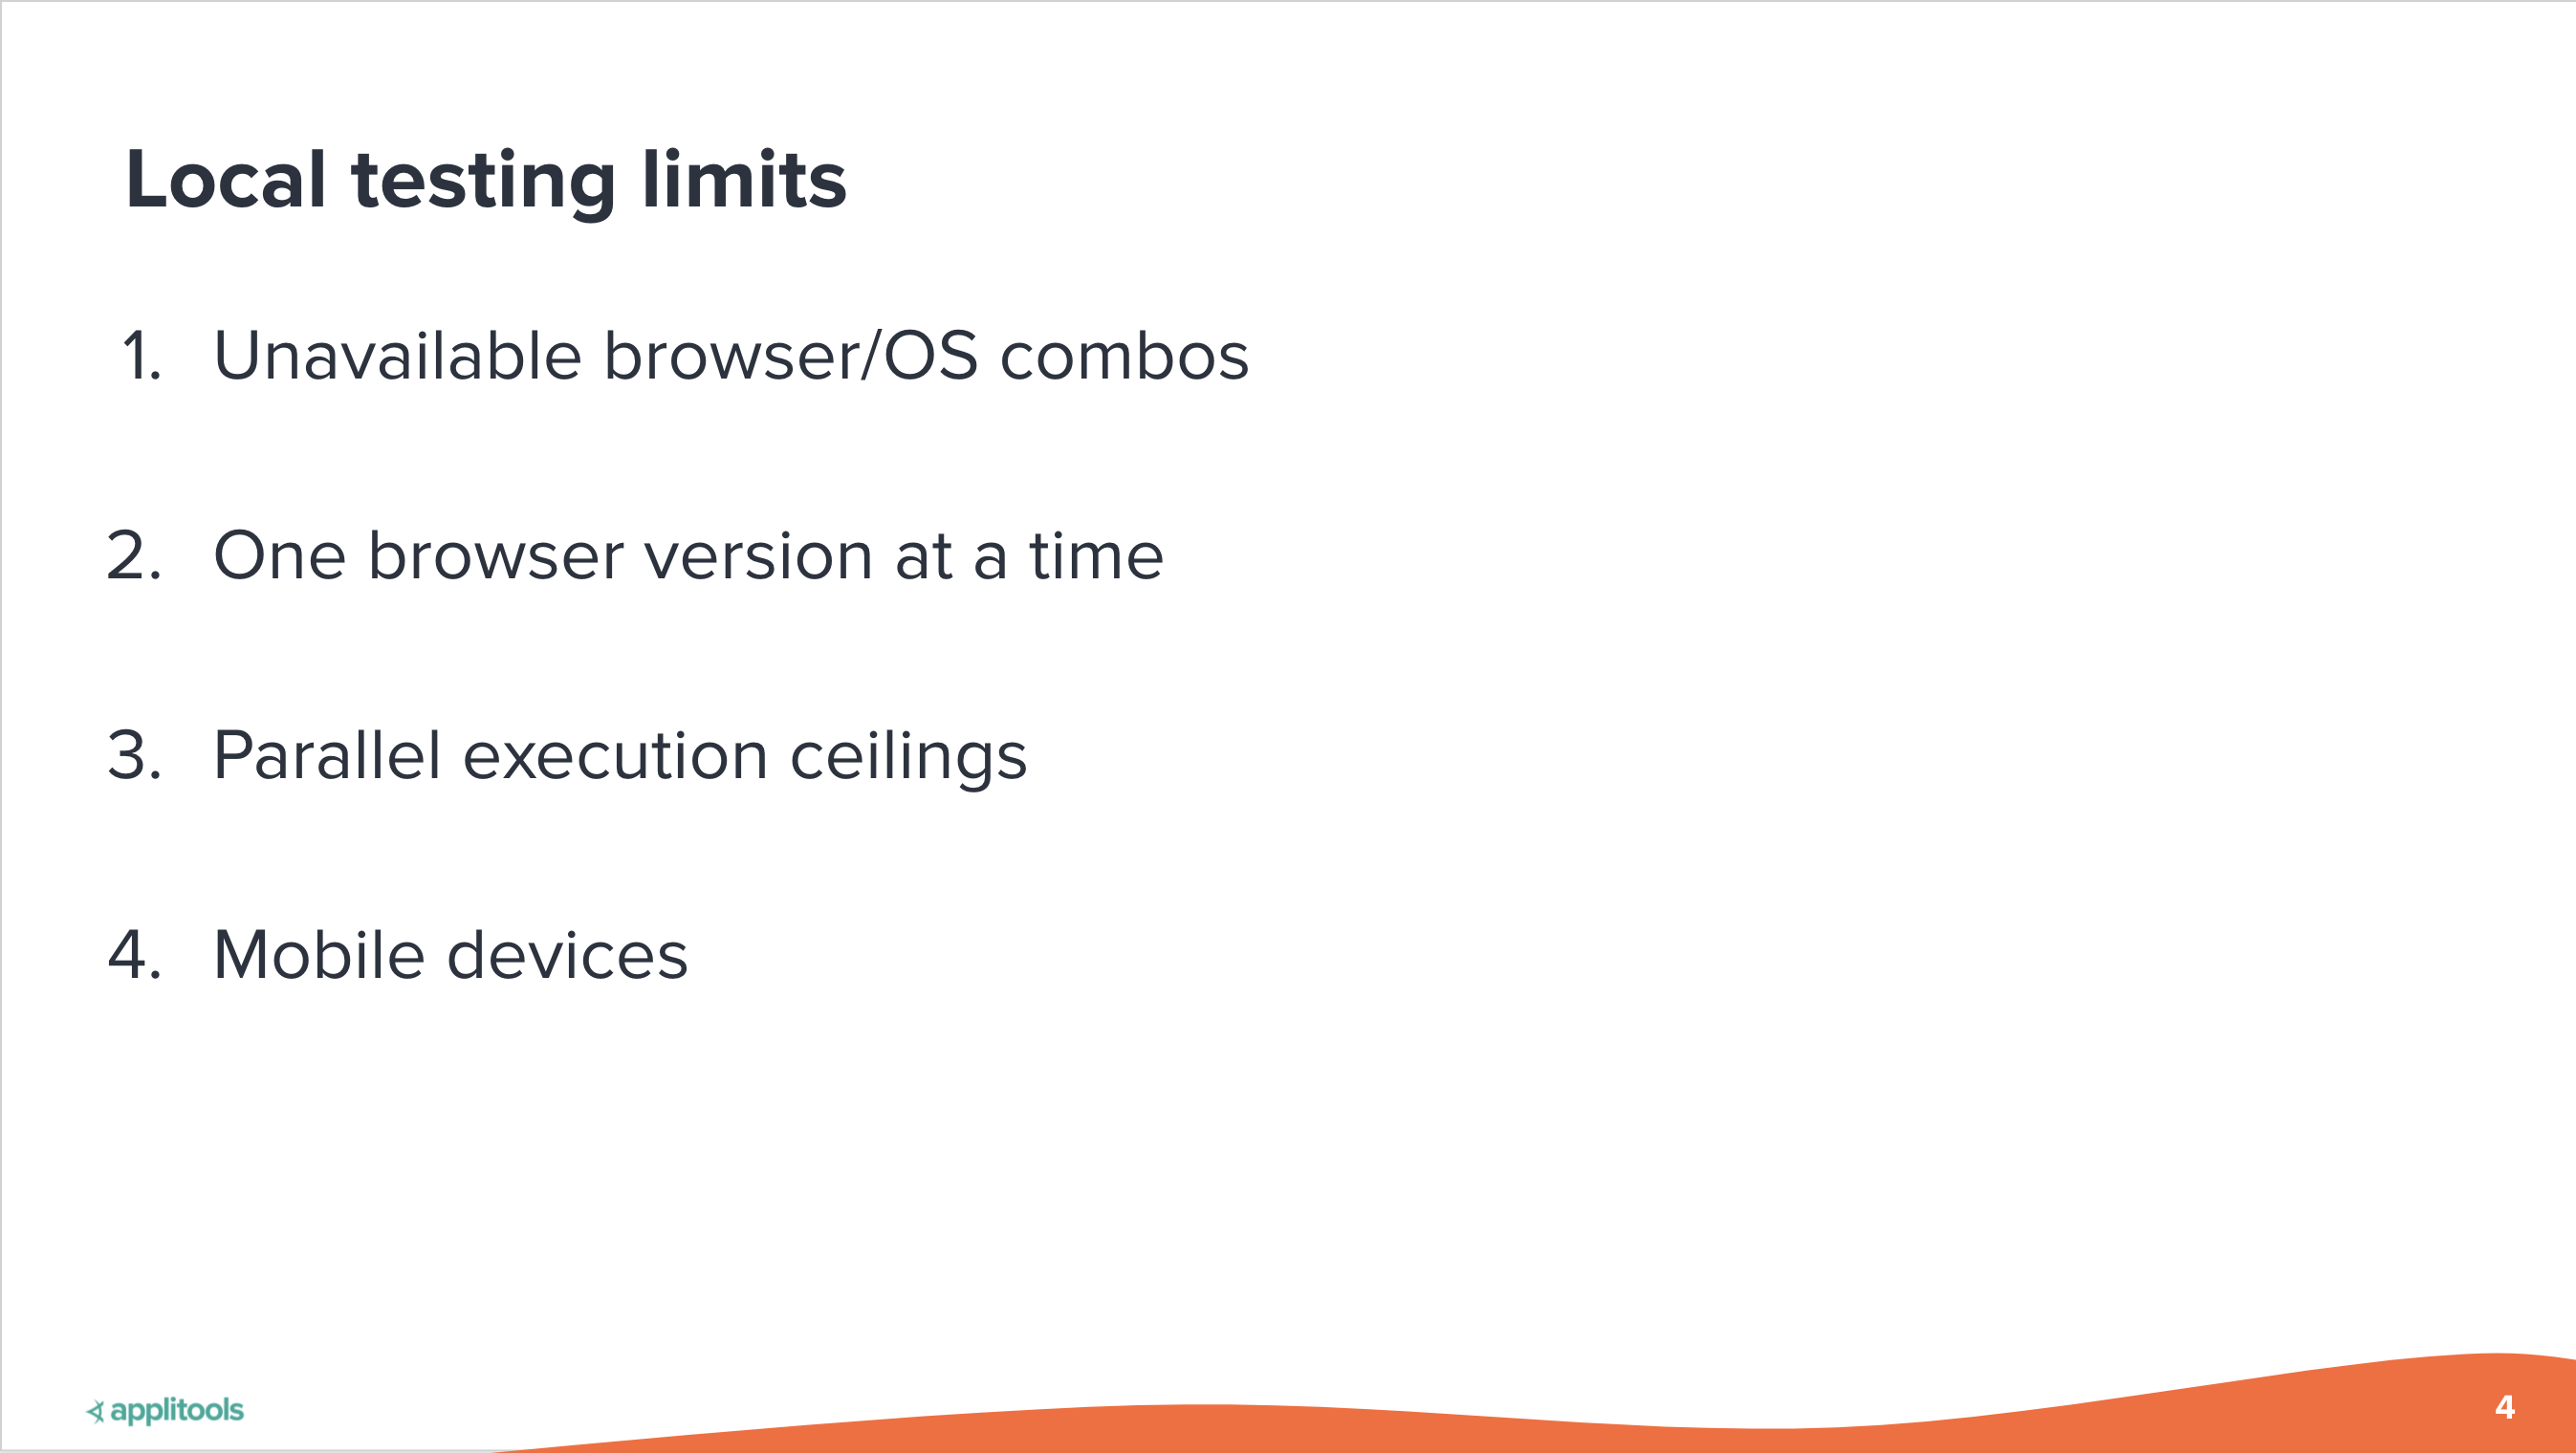 Local testing limits
1. Unavailable browser/OS combos
2. One browser version at a time
3. Parallel execution ceilings
4. Mobile devices
applitools
4